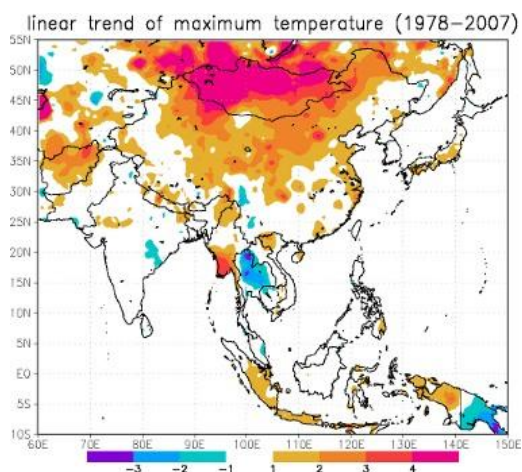 linear trend of maximum temperature (1978-2007)
55N
50N
45N
40N
35N
30N
25N
20N
15N
10N
5N
EQ
5S
10S
60E 70E 80E 90E 100E 110E 120E 130E 140E 150E
-3 -2 -1 1 2 3 4